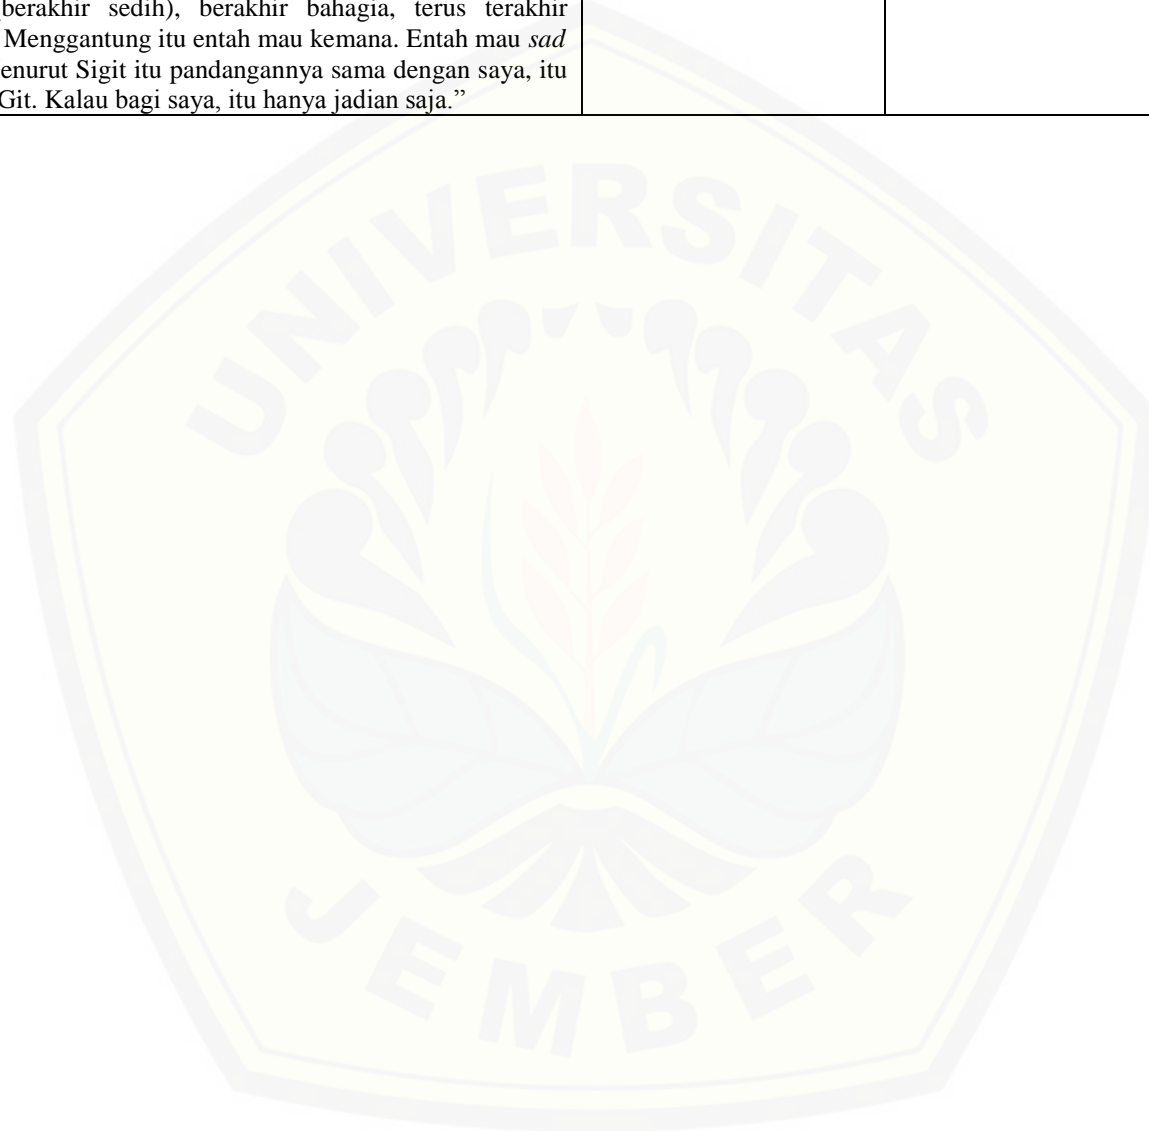 (berakhir sedih), berakhir bahagia, terus terakhir
Menggantung itu entah mau kemana. Entah mau sad
enurut Sigit itu pandangannya sama dengan saya, itu
Git. Kalau bagi saya, itu hanya jadian saja.”
UNIVERSITAS
JEMBER